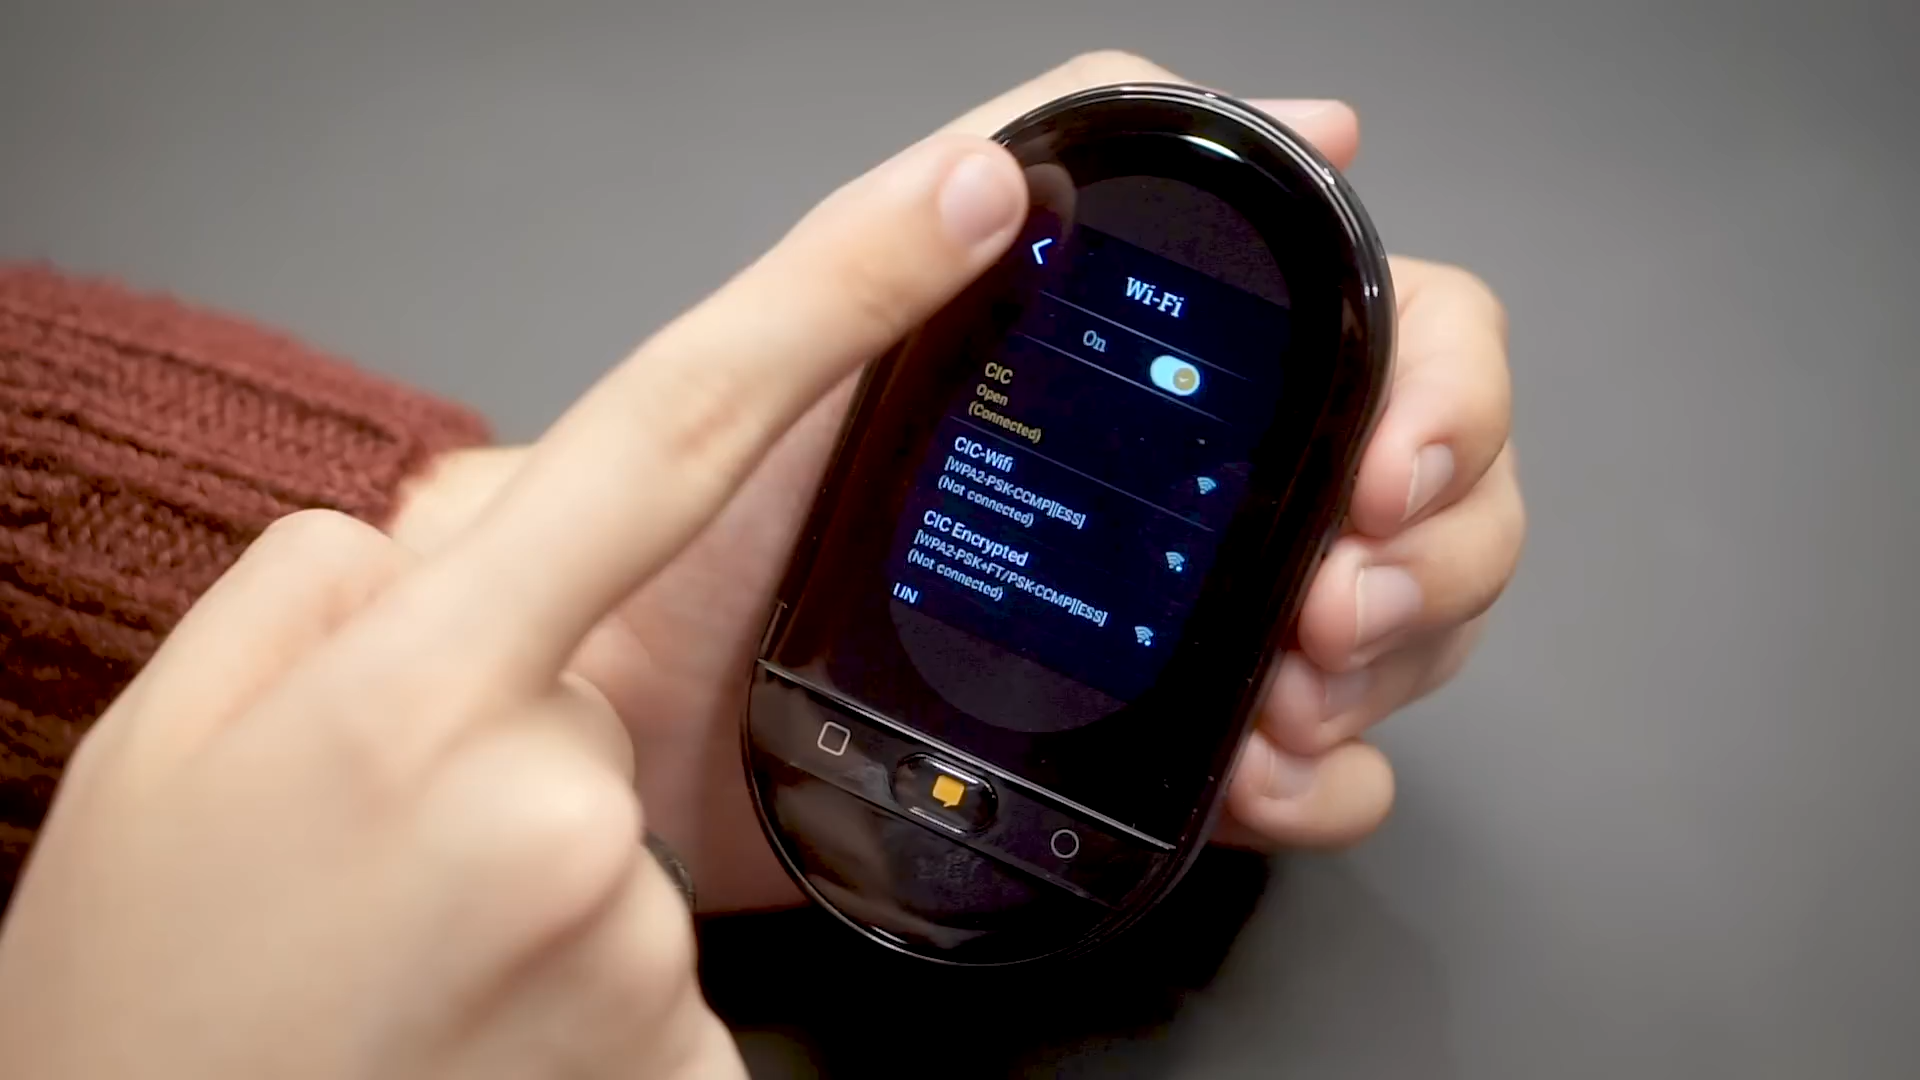 Wi-Fi
On
CIC
Open
(Connected)
CIC-Wifi
[WPA2-PSK-CCMP][ESS]
(Not connected)
CIC Encrypted
[WPA2-PSK+FT/PSK-CCMP][ESS]
(Not connected)